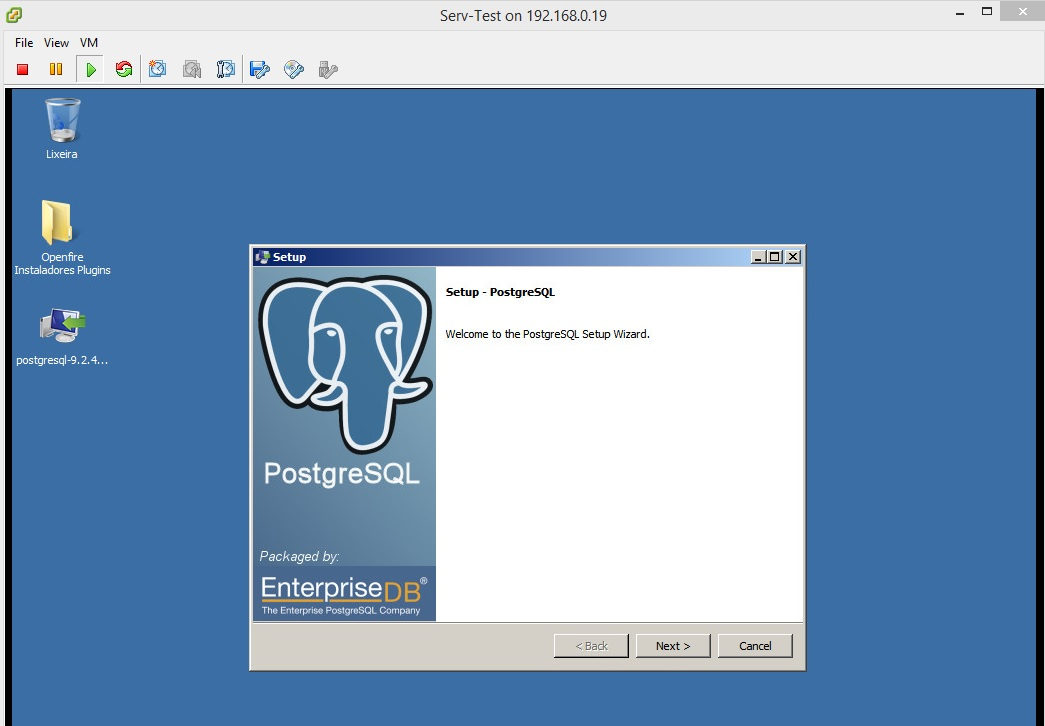 Serv-Test on 192.168.0.19
File View VM
Lixeira
Openfire
Instaladores Plugins
postgresql-9.2.4...
Setup
Setup - PostgreSQL
Welcome to the PostgreSQL Setup Wizard.
PostgreSQL
Packaged by:
EnterpriseDB®
The Enterprise PostgreSQL Company
< Back Next > Cancel